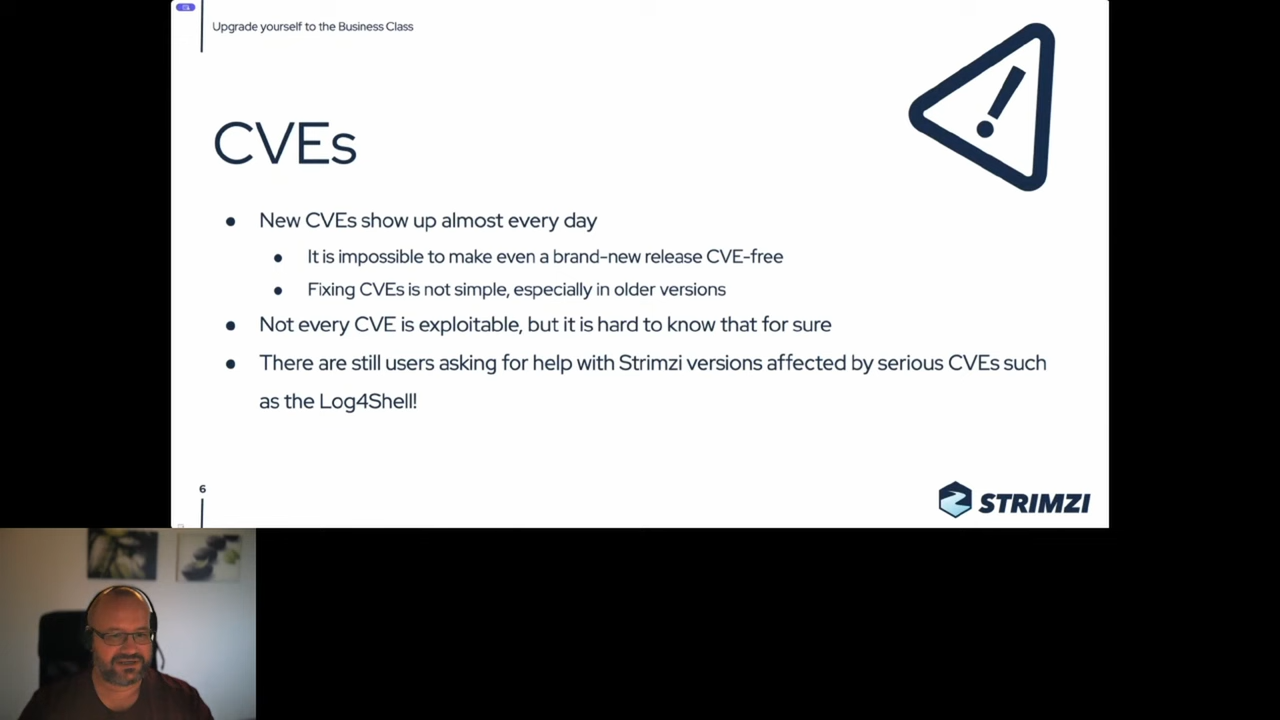 Upgrade yourself to the Business Class
CVEs
New CVEs show up almost every day
It is impossible to make even a brand-new release CVE-free
Fixing CVEs is not simple, especially in older versions
Not every CVE is exploitable, but it is hard to know that for sure
There are still users asking for help with Strimzi versions affected by serious CVEs such
as the Log4Shell!
6
STRIMZI